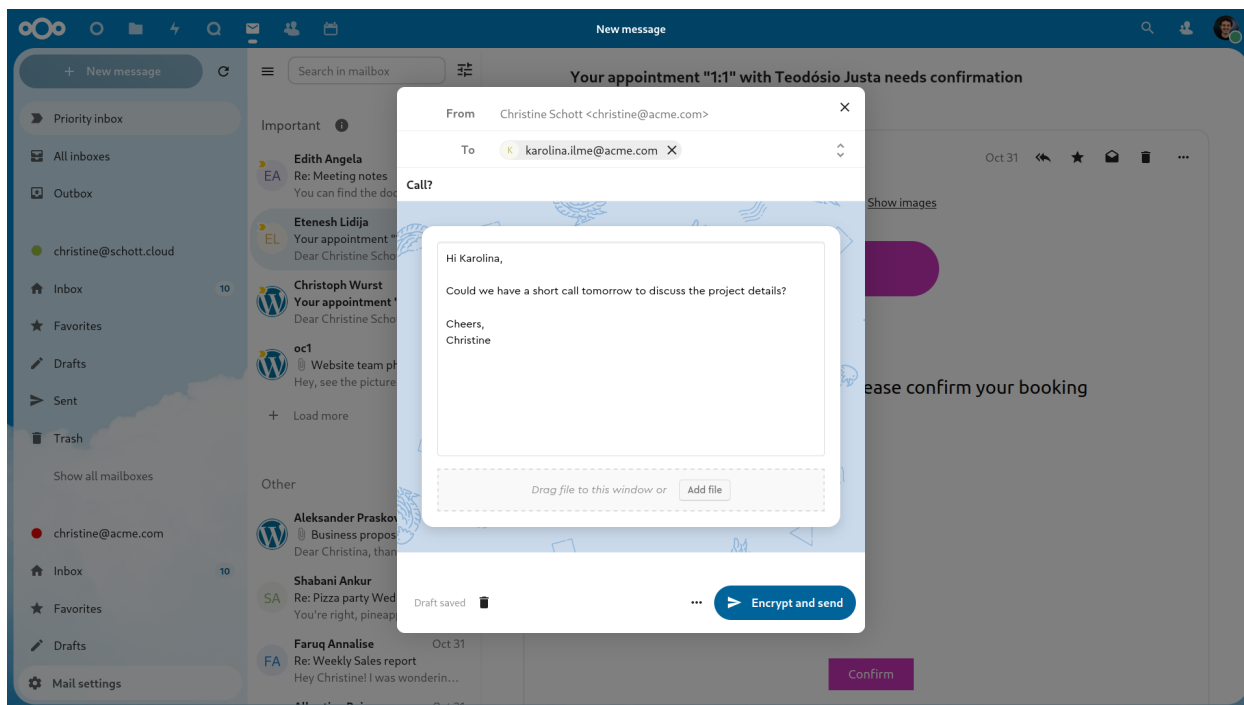 New message
+ New message
Search in mailbox
Priority inbox
All inboxes
Outbox
christine@schott.cloud
Inbox 10
Favorites
Drafts
Sent
Trash
Show all mailboxes
christine@acme.com
Inbox 10
Favorites
Drafts
Mail settings
Important
EA
Edith Angela
Re: Meeting notes
You can find the doc
EL
Etenesh Lidija
Your appointment "
Dear Christine Scho
Christoph Wurst
Your appointment "
Dear Christine Scho
oc1
Website team ph
Hey, see the picture
+ Load more
Other
Aleksander Praskov
Business propos
Dear Christina, than
SA
Shabani Ankur
Re: Pizza party Wed
You're right, pineap
FA
Faruq Annalise Oct 31
Re: Weekly Sales report
Hey Christine! I was wonderin...
Your appointment "1:1" with Teodósio Justa needs confirmation
Oct 31
Show images
ease confirm your booking
Confirm
From Christine Schott <christine@acme.com>
To K karolina.ilme@acme.com
Call?
Hi Karolina,
Could we have a short call tomorrow to discuss the project details?
Cheers,
Christine
Drag file to this window or Add file
Draft saved
Encrypt and send